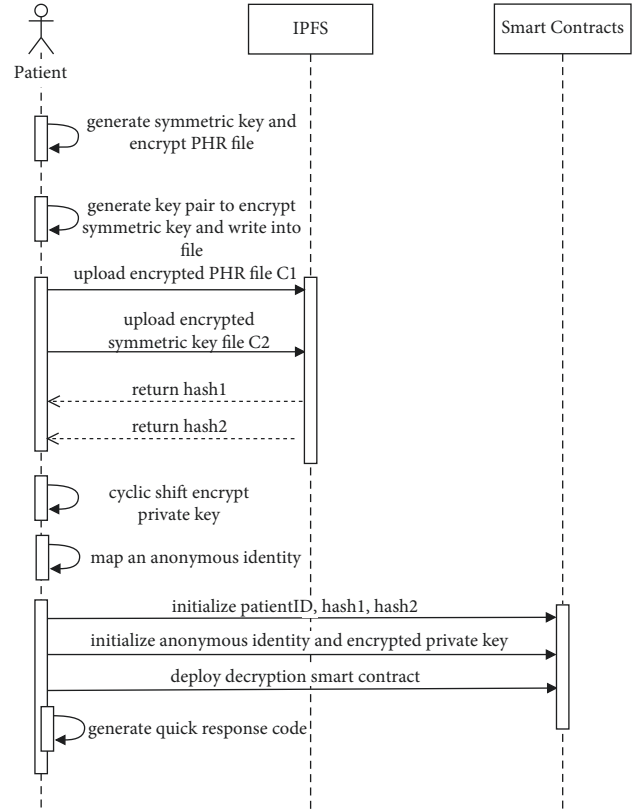 IPFS
Smart Contracts
Patient
generate symmetric key and
encrypt PHR file
generate key pair to encrypt
symmetric key and write into
file
upload encrypted PHR file C1
upload encrypted
symmetric key file C2
return hash1
return hash2
cyclic shift encrypt
private key
map an anonymous identity
initialize patientID, hash1, hash2
initialize anonymous identity and encrypted private key
deploy decryption smart contract
generate quick response code